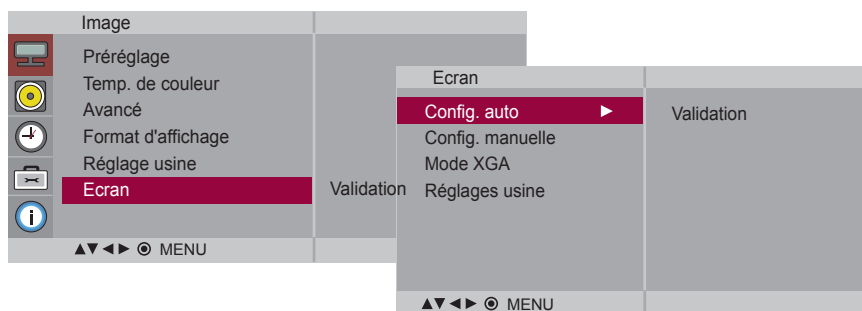 Image
Préréglage
Temp. de couleur
Avancé
Format d'affichage
Réglage usine
Ecran
Validation
▲▼◄► ⦿ MENU
Ecran
Config. auto ►
Validation
Config. manuelle
Mode XGA
Réglages usine
▲▼◄► ⦿ MENU